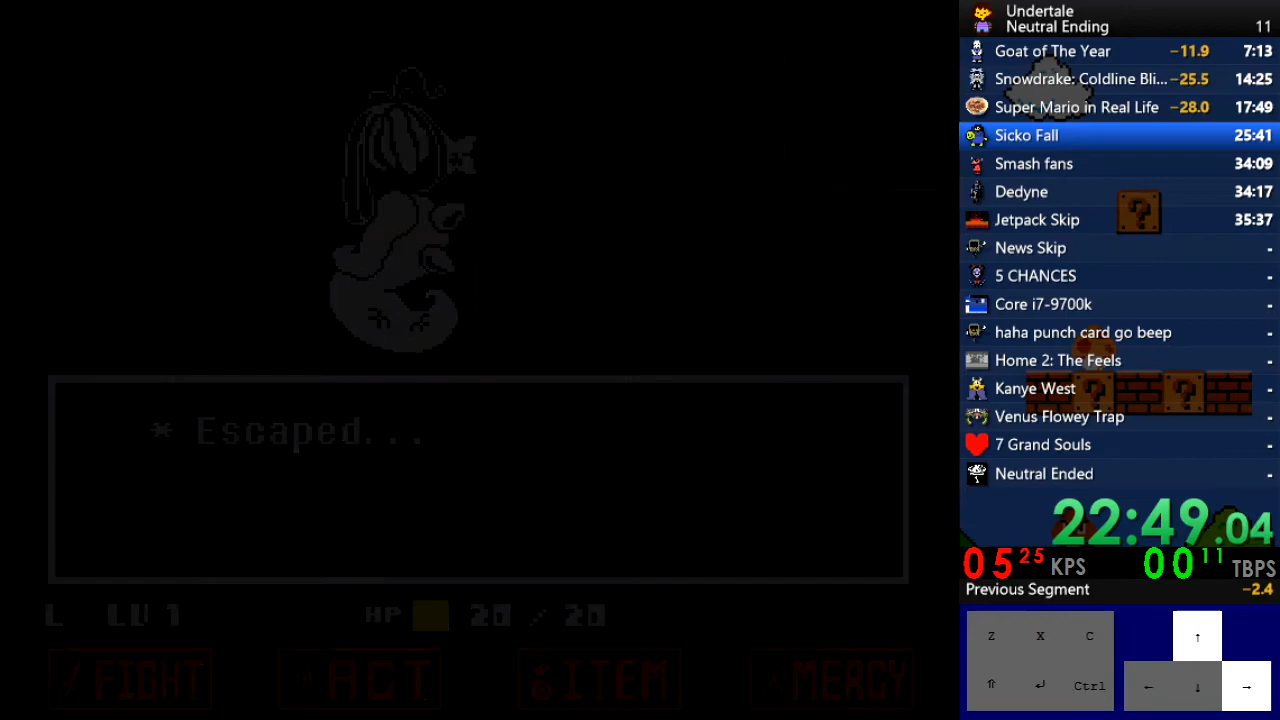 Undertale
Neutral Ending
11
Goat of The Year −11.9 7:13
Snowdrake: Coldline Bli... −25.5 14:25
Super Mario in Real Life −28.0 17:49
Sicko Fall 25:41
Smash fans 34:09
Dedyne 34:17
Jetpack Skip 35:37
News Skip -
5 CHANCES -
Core i7-9700k -
haha punch card go beep -
Home 2: The Feels -
Kanye West -
Venus Flowey Trap -
7 Grand Souls -
Neutral Ended -
22:49.04
05 25 KPS 00 11 TBPS
Previous Segment −2.4
Z X C ↑
⇧ ↵ Ctrl ← ↓ →
* Escaped...
L LV 1 HP 20 / 20
FIGHT ACT ITEM MERCY